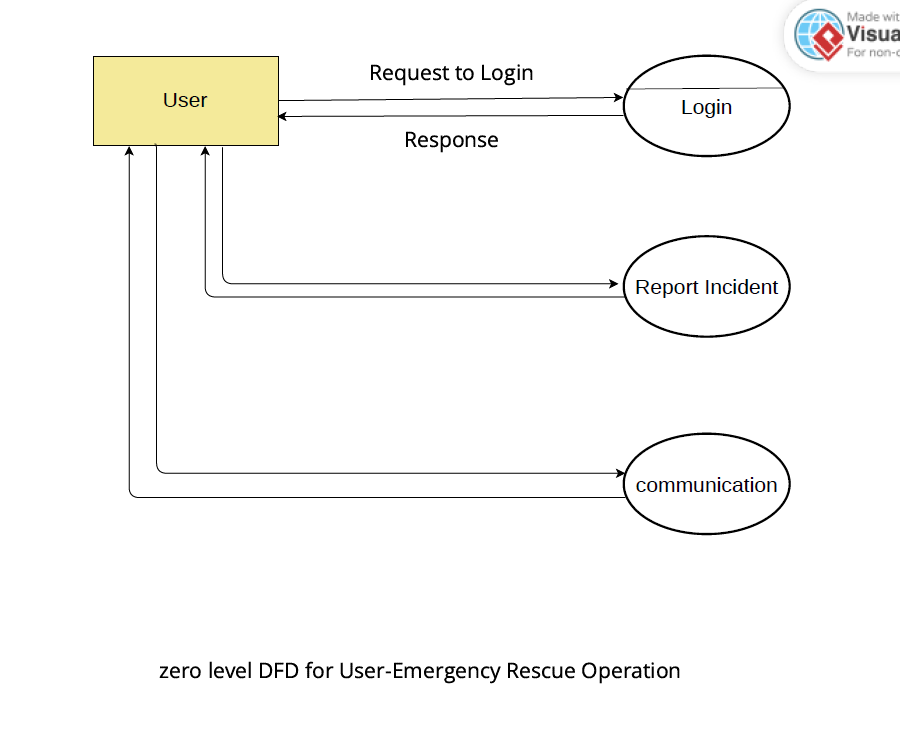 Made wit
Visua
For non-c
Request to Login
User
Login
Response
Report Incident
communication
zero level DFD for User-Emergency Rescue Operation